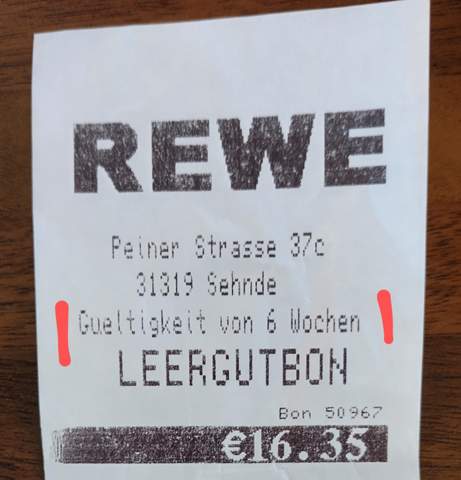 REWE
Peiner Strasse 37c
31319 Sehnde
Gueltigkeit von 6 Wochen
LEERGUTBON
Bon 50967
€16.35